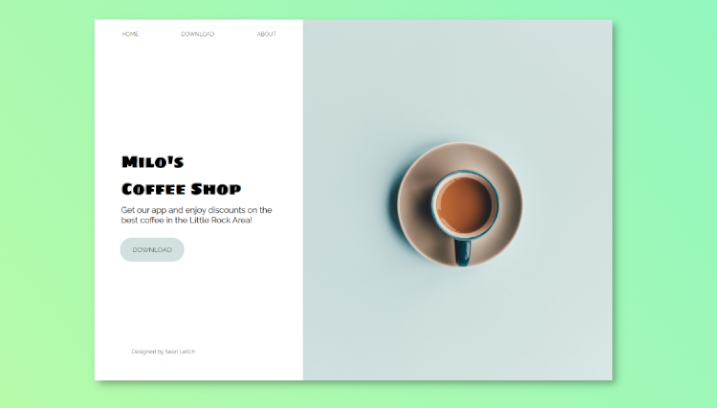 HOME DOWNLOAD ABOUT
Milo's
Coffee Shop
Get our app and enjoy discounts on the
best coffee in the Little Rock Area!
DOWNLOAD
Designed by Sean Leitch